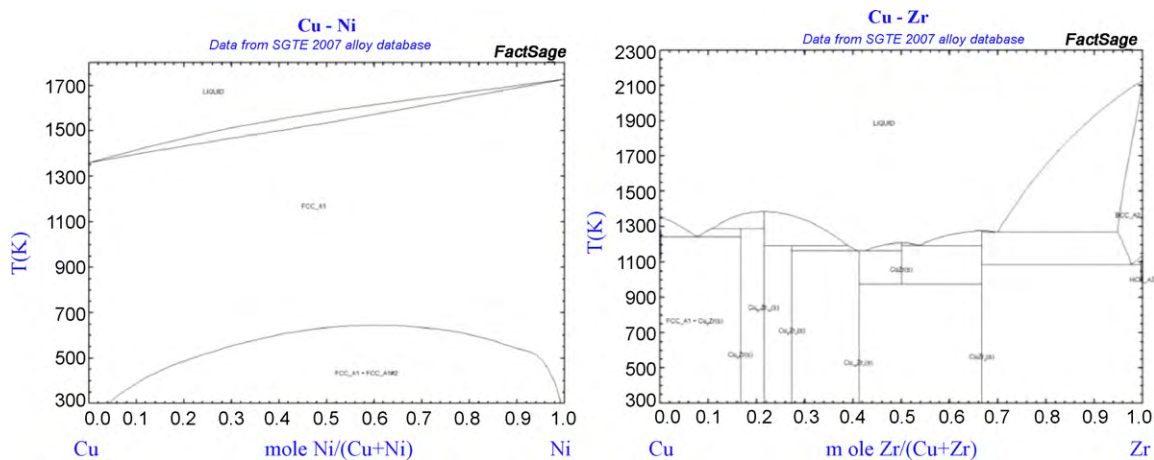 Cu - Ni
Data from SGTE 2007 alloy database
FactSage
1700
1500
1300
1100
900
700
500
300
T(K)
LIQUID
FCC_A1
FCC_A1 + FCC_A1#2
0.0 0.1 0.2 0.3 0.4 0.5 0.6 0.7 0.8 0.9 1.0
Cu mole Ni/(Cu+Ni) Ni
Cu - Zr
Data from SGTE 2007 alloy database
FactSage
2300
2100
1900
1700
1500
1300
1100
900
700
500
300
T(K)
LIQUID
BCC_A2
CuZr(s)
0.0 0.1 0.2 0.3 0.4 0.5 0.6 0.7 0.8 0.9 1.0
Cu m ole Zr/(Cu+Zr) Zr